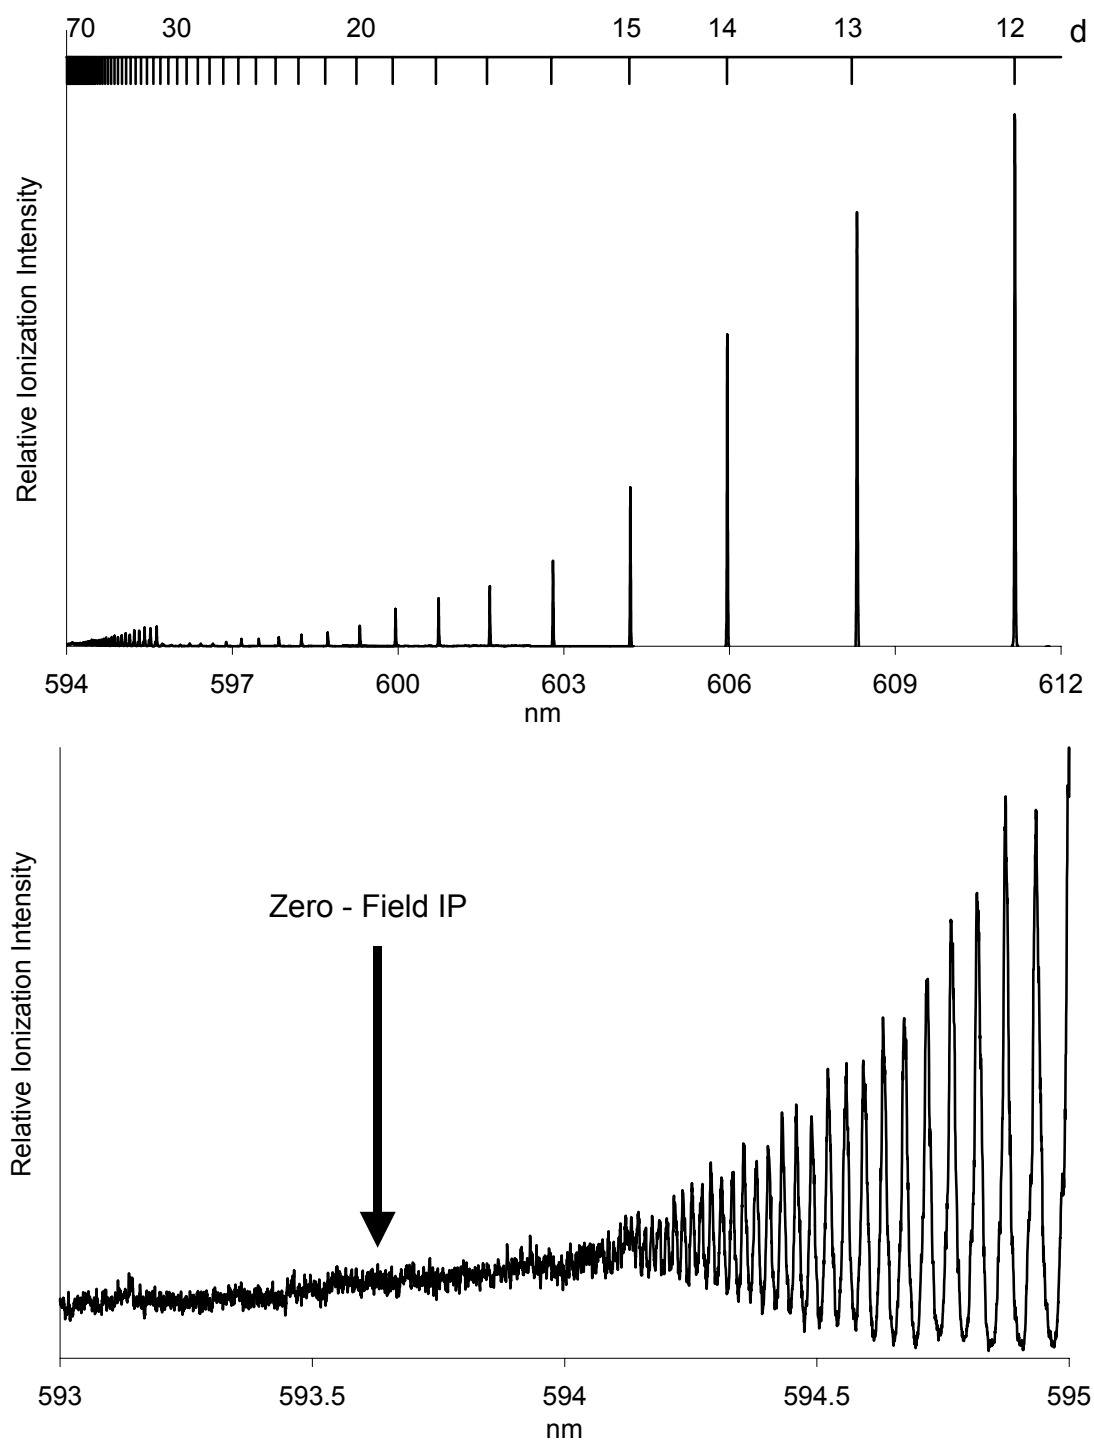 70 30 20 15 14 13 12 d
Relative Ionization Intensity
594 597 600 603 606 609 612
nm
Relative Ionization Intensity
Zero - Field IP
593 593.5 594 594.5 595
nm